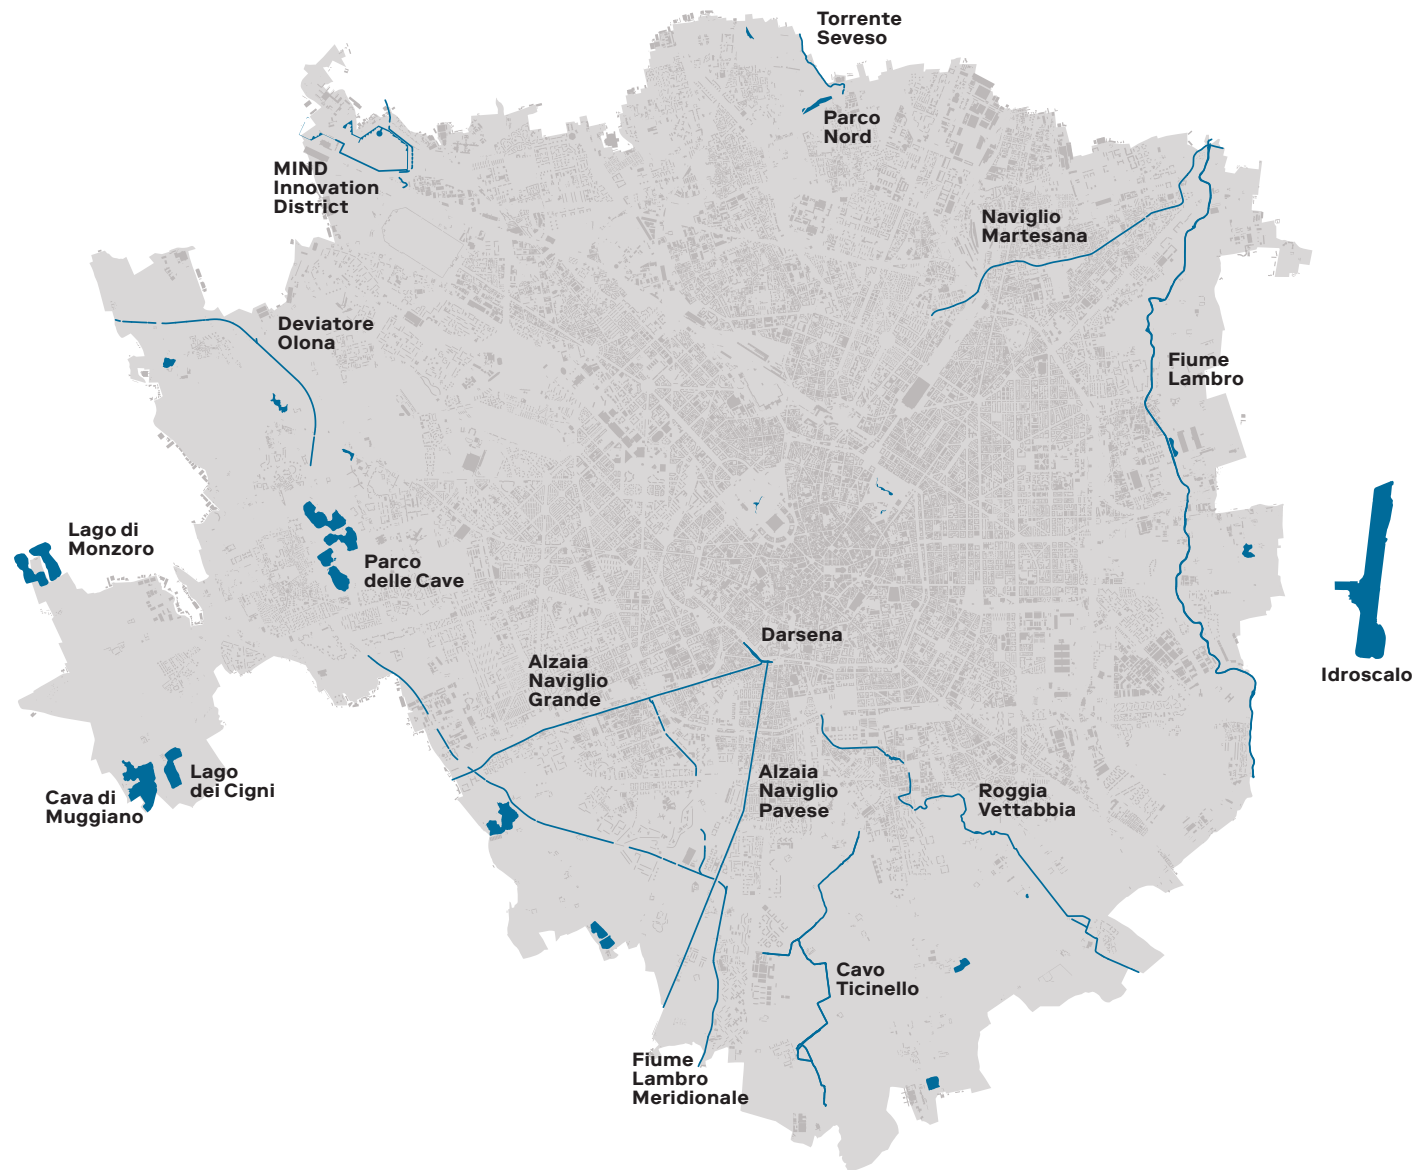 Torrente
Seveso
Parco
Nord
MIND
Innovation
District
Naviglio
Martesana
Deviatore
Olona
Fiume
Lambro
Lago di
Monzoro
Parco
delle Cave
Darsena
Alzaia
Naviglio
Grande
Idroscalo
Lago
dei Cigni
Cava di
Muggiano
Alzaia
Naviglio
Pavese
Roggia
Vettabbia
Cavo
Ticinello
Fiume
Lambro
Meridionale